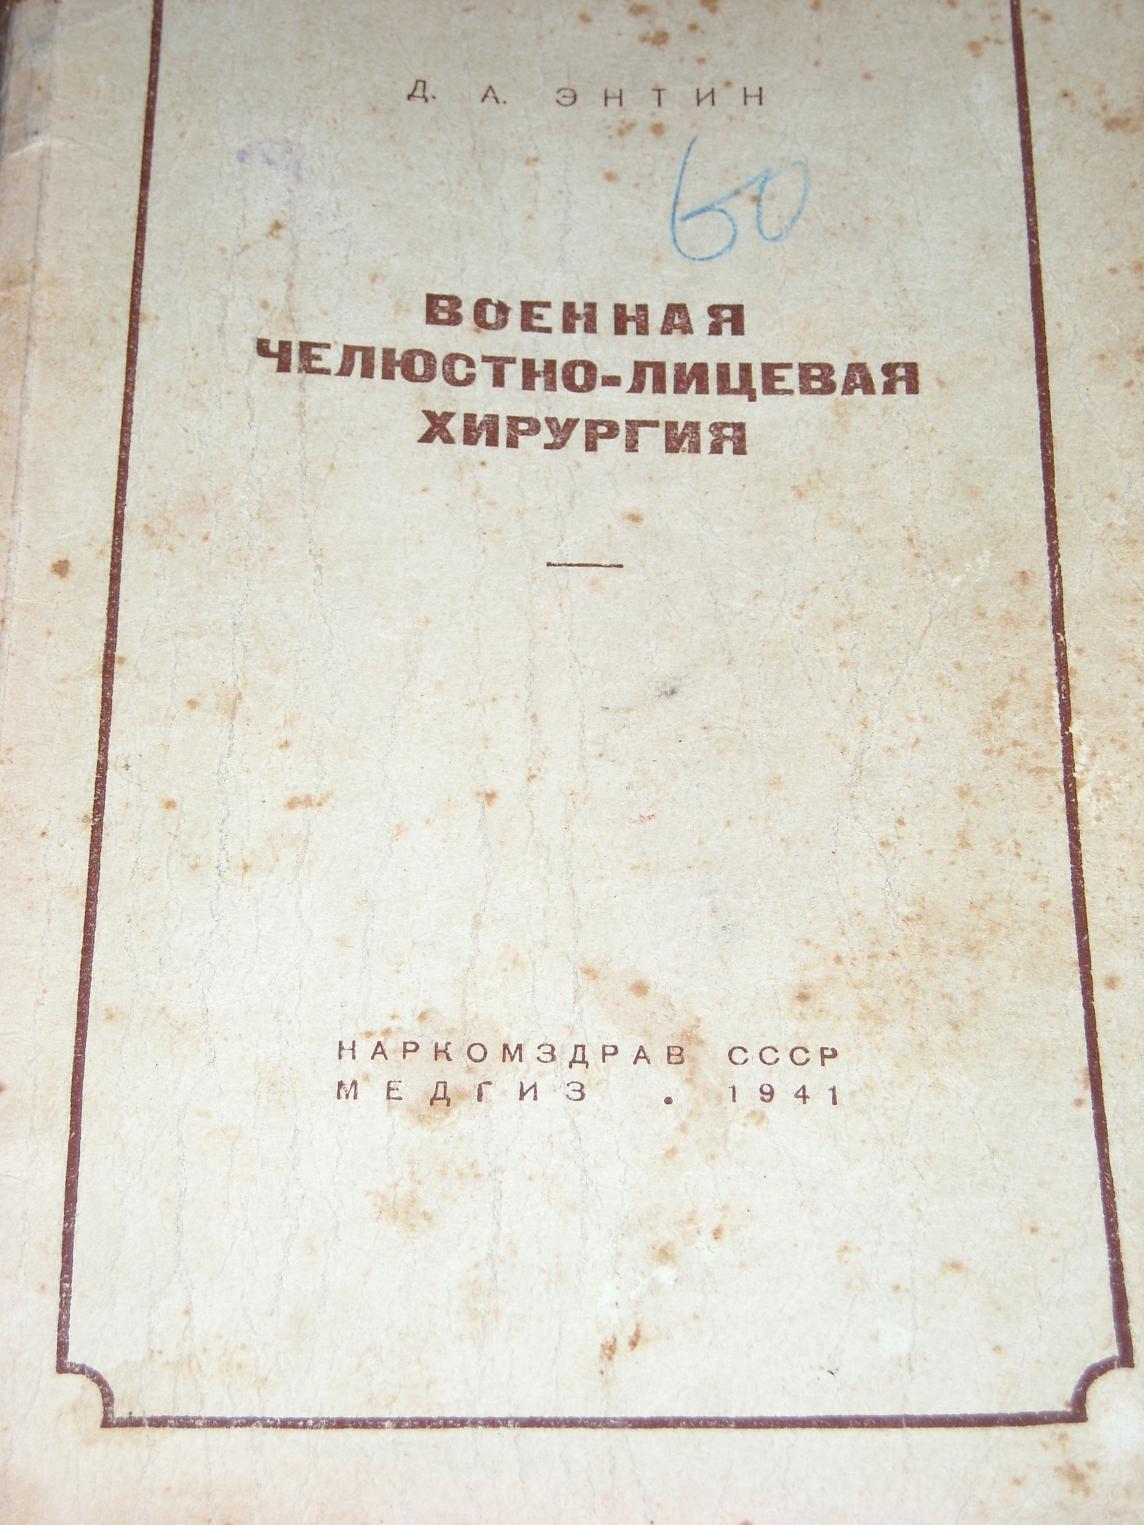 Д. А. ЭНТИН
60
ВОЕННАЯ
ЧЕЛЮСТНО-ЛИЦЕВАЯ
ХИРУРГИЯ
НАРКОМЗДРАВ СССР
МЕДГИЗ . 1941